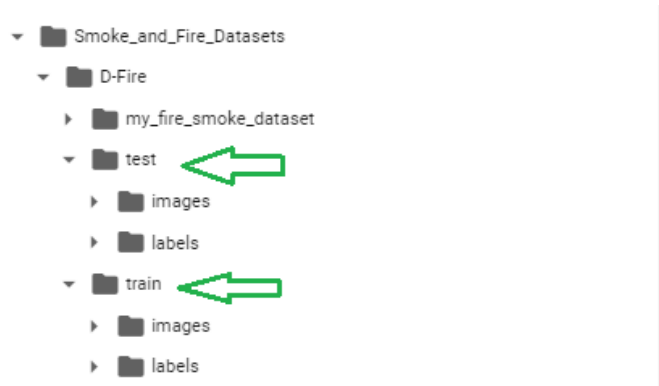 Smoke_and_Fire_Datasets
D-Fire
my_fire_smoke_dataset
test
images
labels
train
images
labels